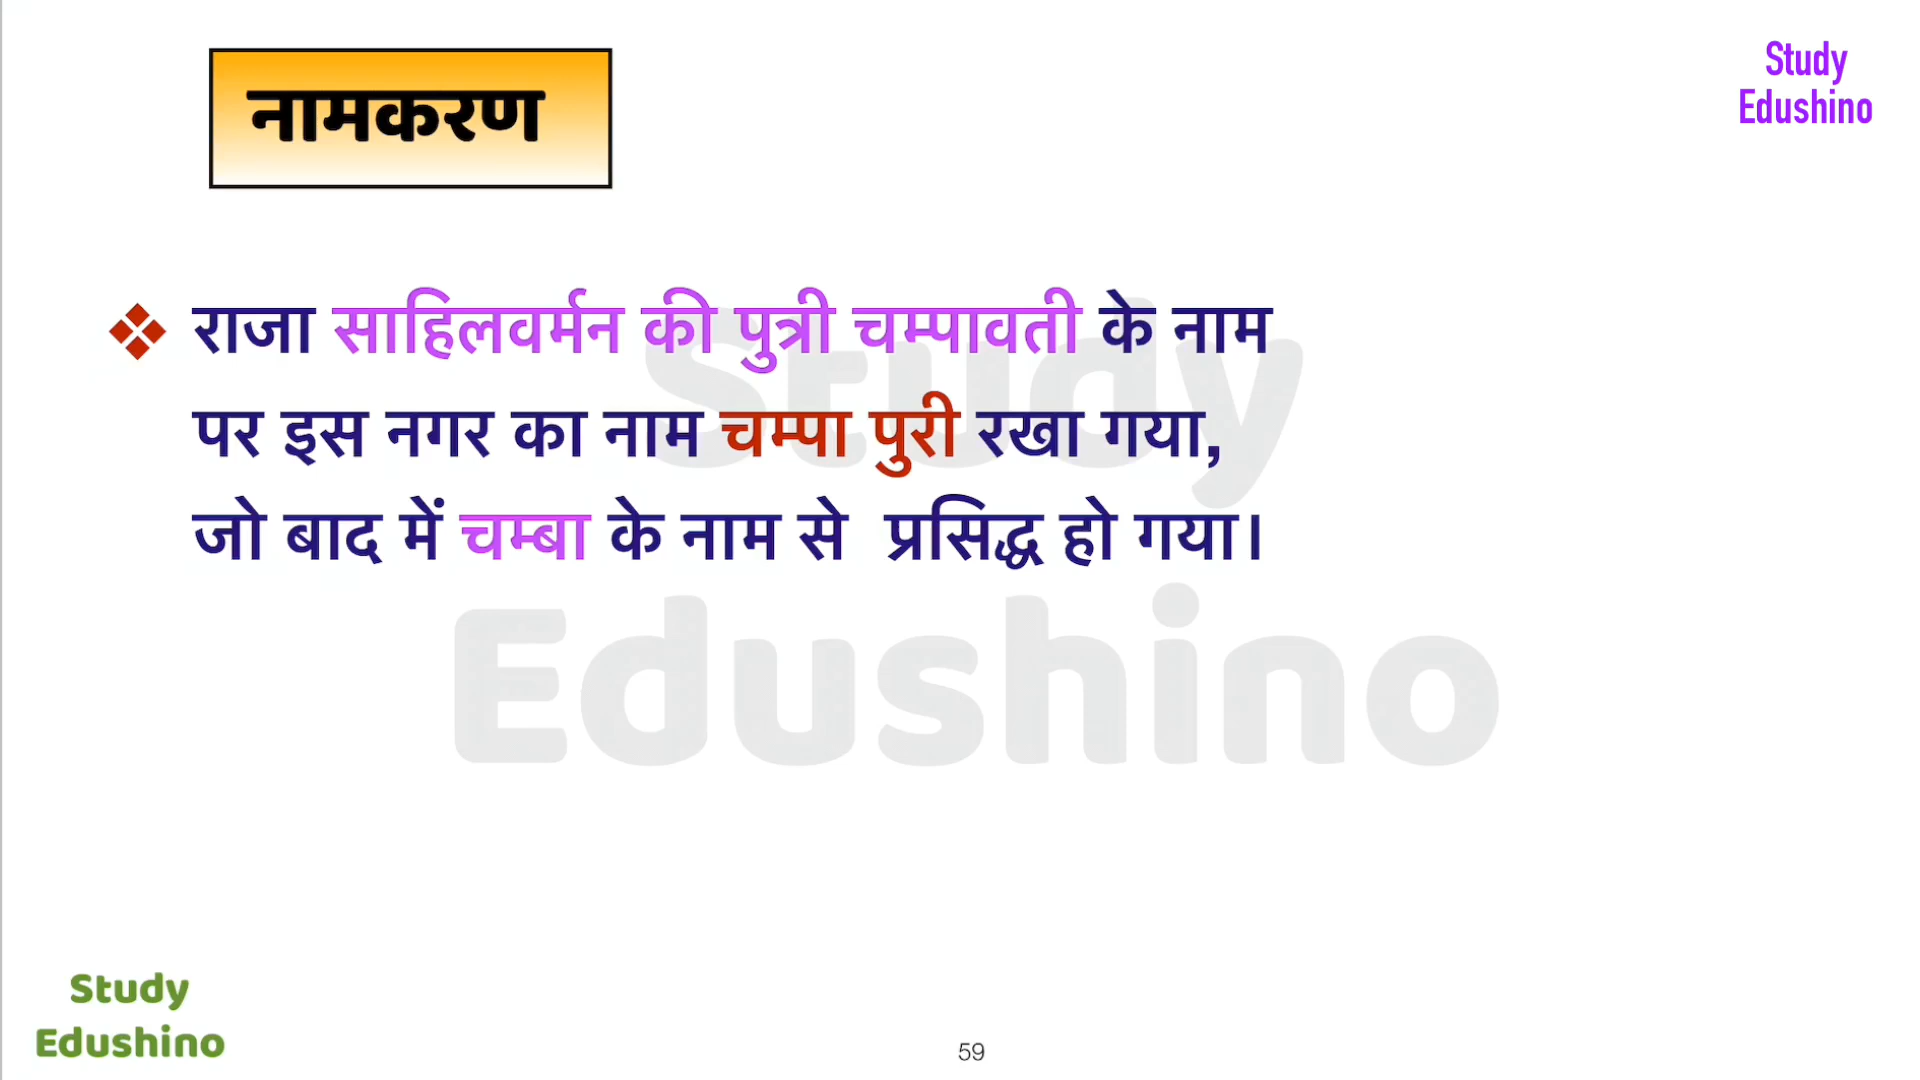 नामकरण
Study
Edushino
राजा साहिलवर्मन की पुत्री चम्पावती के नाम
पर इस नगर का नाम चम्पा पुरी रखा गया,
जो बाद में चम्बा के नाम से प्रसिद्ध हो गया।
Study
Edushino
Study
Edushino
59